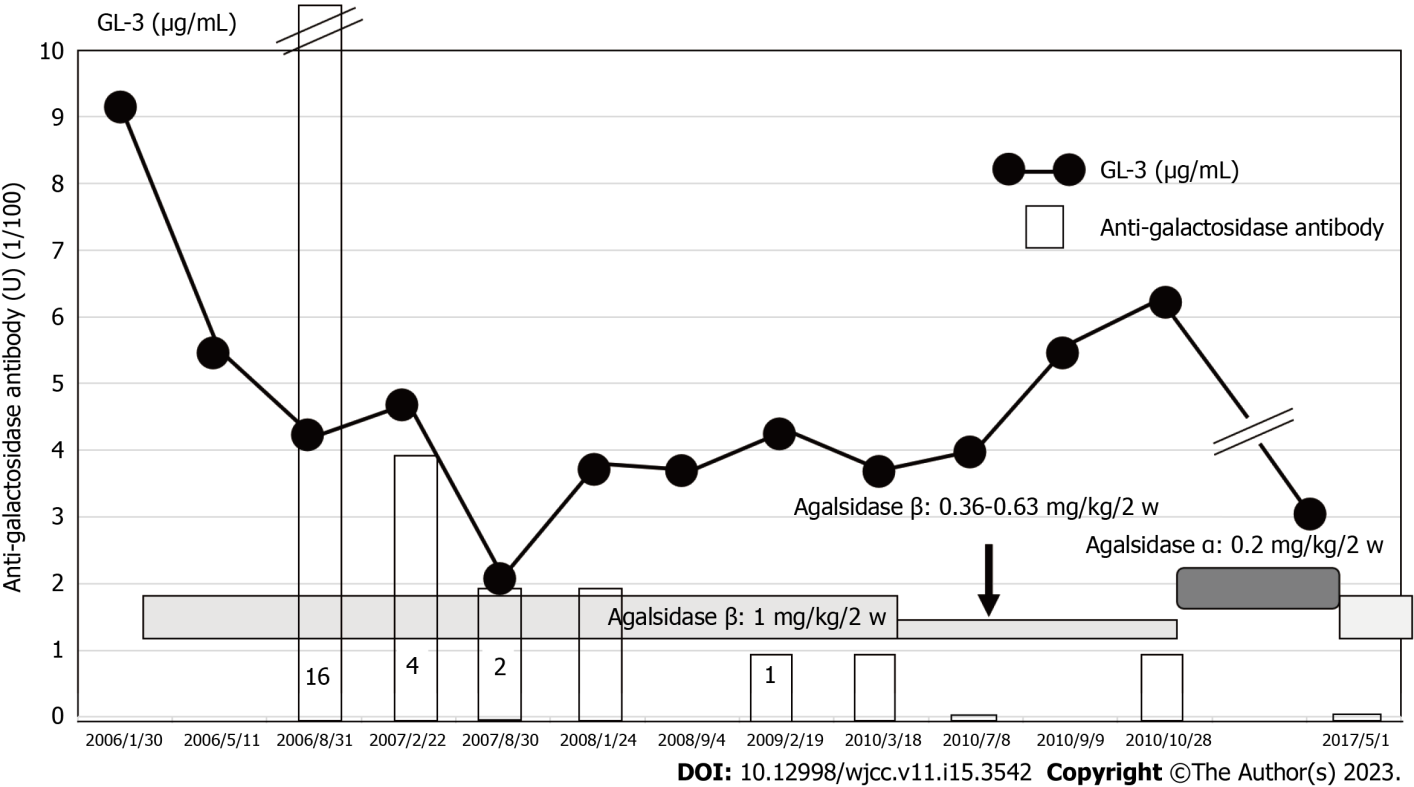 GL-3 (µg/mL)
10
9
8
7
6
5
4
3
2
1
0
Anti-galactosidase antibody (U) (1/100)
GL-3 (µg/mL)
Anti-galactosidase antibody
Agalsidase β: 0.36-0.63 mg/kg/2 w
Agalsidase α: 0.2 mg/kg/2 w
Agalsidase β: 1 mg/kg/2 w
16
4
2
1
2006/1/30 2006/5/11 2006/8/31 2007/2/22 2007/8/30 2008/1/24 2008/9/4 2009/2/19 2010/3/18 2010/7/8 2010/9/9 2010/10/28 2017/5/1
DOI: 10.12998/wjcc.v11.i15.3542 Copyright ©The Author(s) 2023.